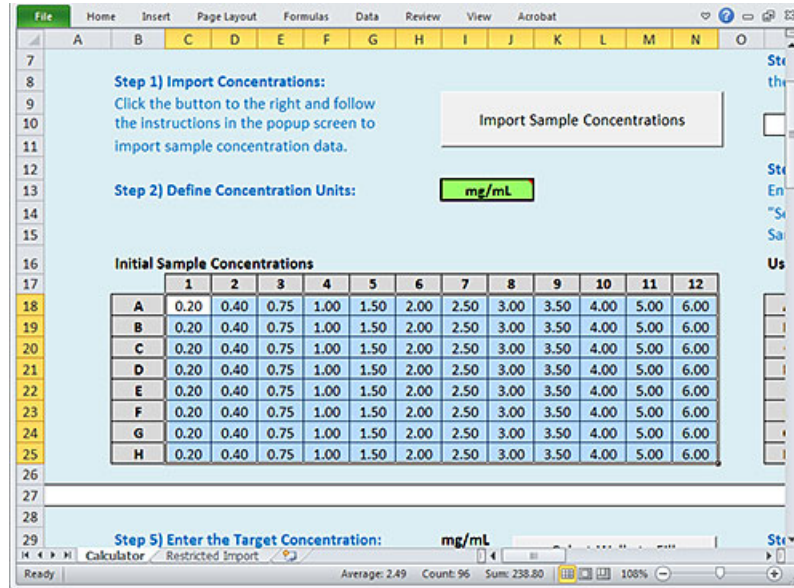 File Home Insert Page Layout Formulas Data Review View Acrobat
A B C D E F G H I J K L M N O
7
8 Step 1) Import Concentrations:
9 Click the button to the right and follow
10 the instructions in the popup screen to Import Sample Concentrations
11 import sample concentration data.
12
13 Step 2) Define Concentration Units: mg/mL
14
15
16 Initial Sample Concentrations
17 1 2 3 4 5 6 7 8 9 10 11 12
18 A 0.20 0.40 0.75 1.00 1.50 2.00 2.50 3.00 3.50 4.00 5.00 6.00
19 B 0.20 0.40 0.75 1.00 1.50 2.00 2.50 3.00 3.50 4.00 5.00 6.00
20 C 0.20 0.40 0.75 1.00 1.50 2.00 2.50 3.00 3.50 4.00 5.00 6.00
21 D 0.20 0.40 0.75 1.00 1.50 2.00 2.50 3.00 3.50 4.00 5.00 6.00
22 E 0.20 0.40 0.75 1.00 1.50 2.00 2.50 3.00 3.50 4.00 5.00 6.00
23 F 0.20 0.40 0.75 1.00 1.50 2.00 2.50 3.00 3.50 4.00 5.00 6.00
24 G 0.20 0.40 0.75 1.00 1.50 2.00 2.50 3.00 3.50 4.00 5.00 6.00
25 H 0.20 0.40 0.75 1.00 1.50 2.00 2.50 3.00 3.50 4.00 5.00 6.00
26
27
28
29 Step 5) Enter the Target Concentration: mg/mL
Calculator Restricted Import
Ready Average: 2.49 Count: 96 Sum: 238.80 108%